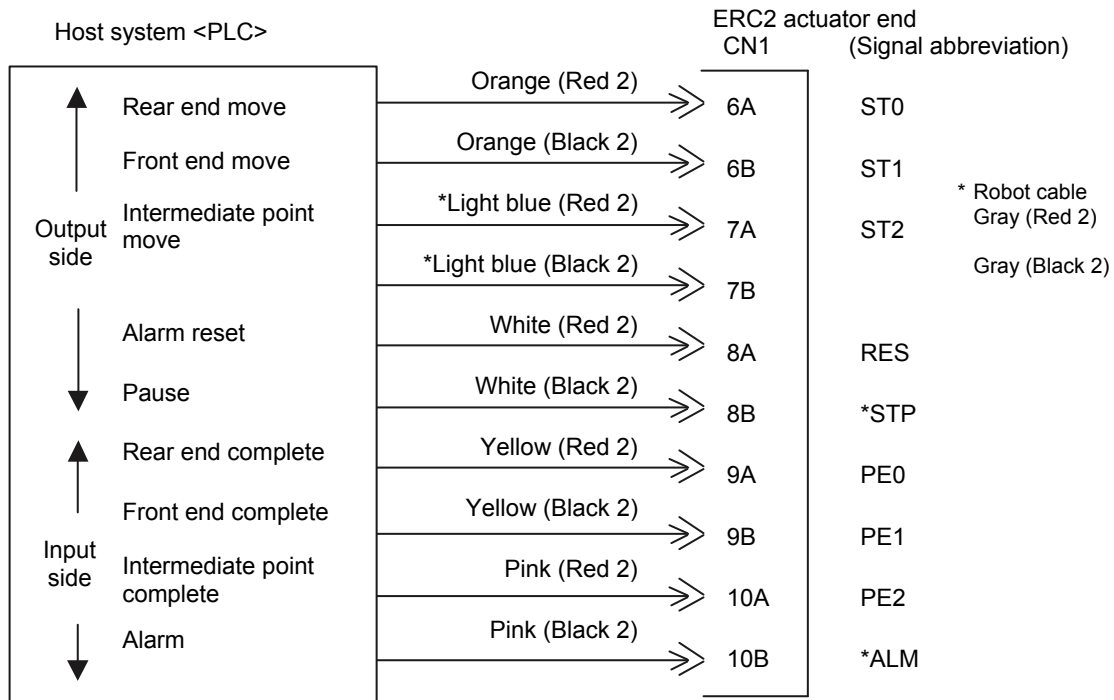 Host system <PLC>
ERC2 actuator end
CN1 (Signal abbreviation)
Rear end move
Orange (Red 2)
6A
ST0
Front end move
Orange (Black 2)
6B
ST1
Output
side
Intermediate point
move
*Light blue (Red 2)
7A
ST2
* Robot cable
Gray (Red 2)
*Light blue (Black 2)
7B
Gray (Black 2)
Alarm reset
White (Red 2)
8A
RES
Pause
White (Black 2)
8B
*STP
Rear end complete
Yellow (Red 2)
9A
PE0
Front end complete
Yellow (Black 2)
9B
PE1
Input
side
Intermediate point
complete
Pink (Red 2)
10A
PE2
Alarm
Pink (Black 2)
10B
*ALM